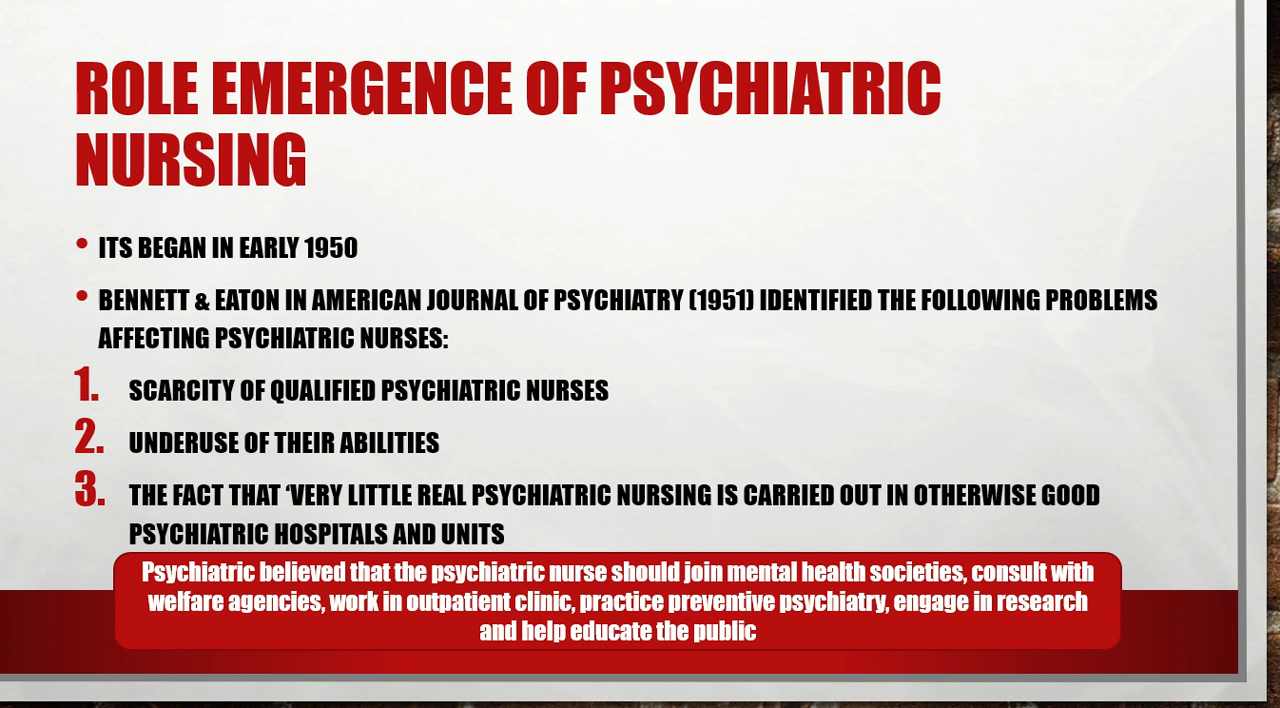 ROLE EMERGENCE OF PSYCHIATRIC
NURSING
• ITS BEGAN IN EARLY 1950
• BENNETT & EATON IN AMERICAN JOURNAL OF PSYCHIATRY (1951) IDENTIFIED THE FOLLOWING PROBLEMS
AFFECTING PSYCHIATRIC NURSES:
1. SCARCITY OF QUALIFIED PSYCHIATRIC NURSES
2. UNDERUSE OF THEIR ABILITIES
3. THE FACT THAT ‘VERY LITTLE REAL PSYCHIATRIC NURSING IS CARRIED OUT IN OTHERWISE GOOD
PSYCHIATRIC HOSPITALS AND UNITS
Psychiatric believed that the psychiatric nurse should join mental health societies, consult with
welfare agencies, work in outpatient clinic, practice preventive psychiatry, engage in research
and help educate the public